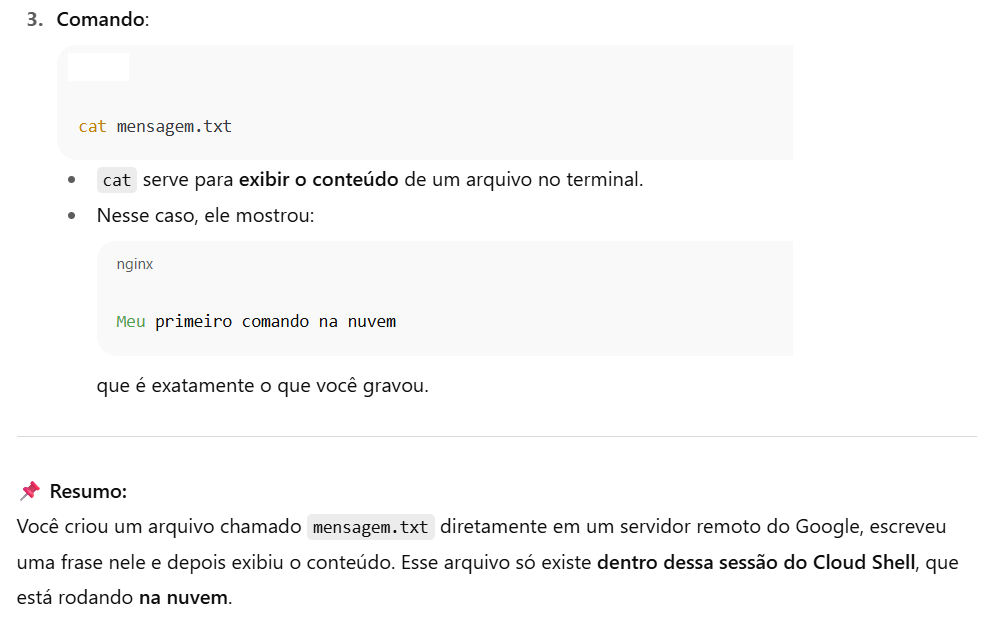 3. Comando:
cat mensagem.txt
• cat serve para exibir o conteúdo de um arquivo no terminal.
• Nesse caso, ele mostrou:
nginx
Meu primeiro comando na nuvem
que é exatamente o que você gravou.
📌 Resumo:
Você criou um arquivo chamado mensagem.txt diretamente em um servidor remoto do Google, escreveu
uma frase nele e depois exibiu o conteúdo. Esse arquivo só existe dentro dessa sessão do Cloud Shell, que
está rodando na nuvem.